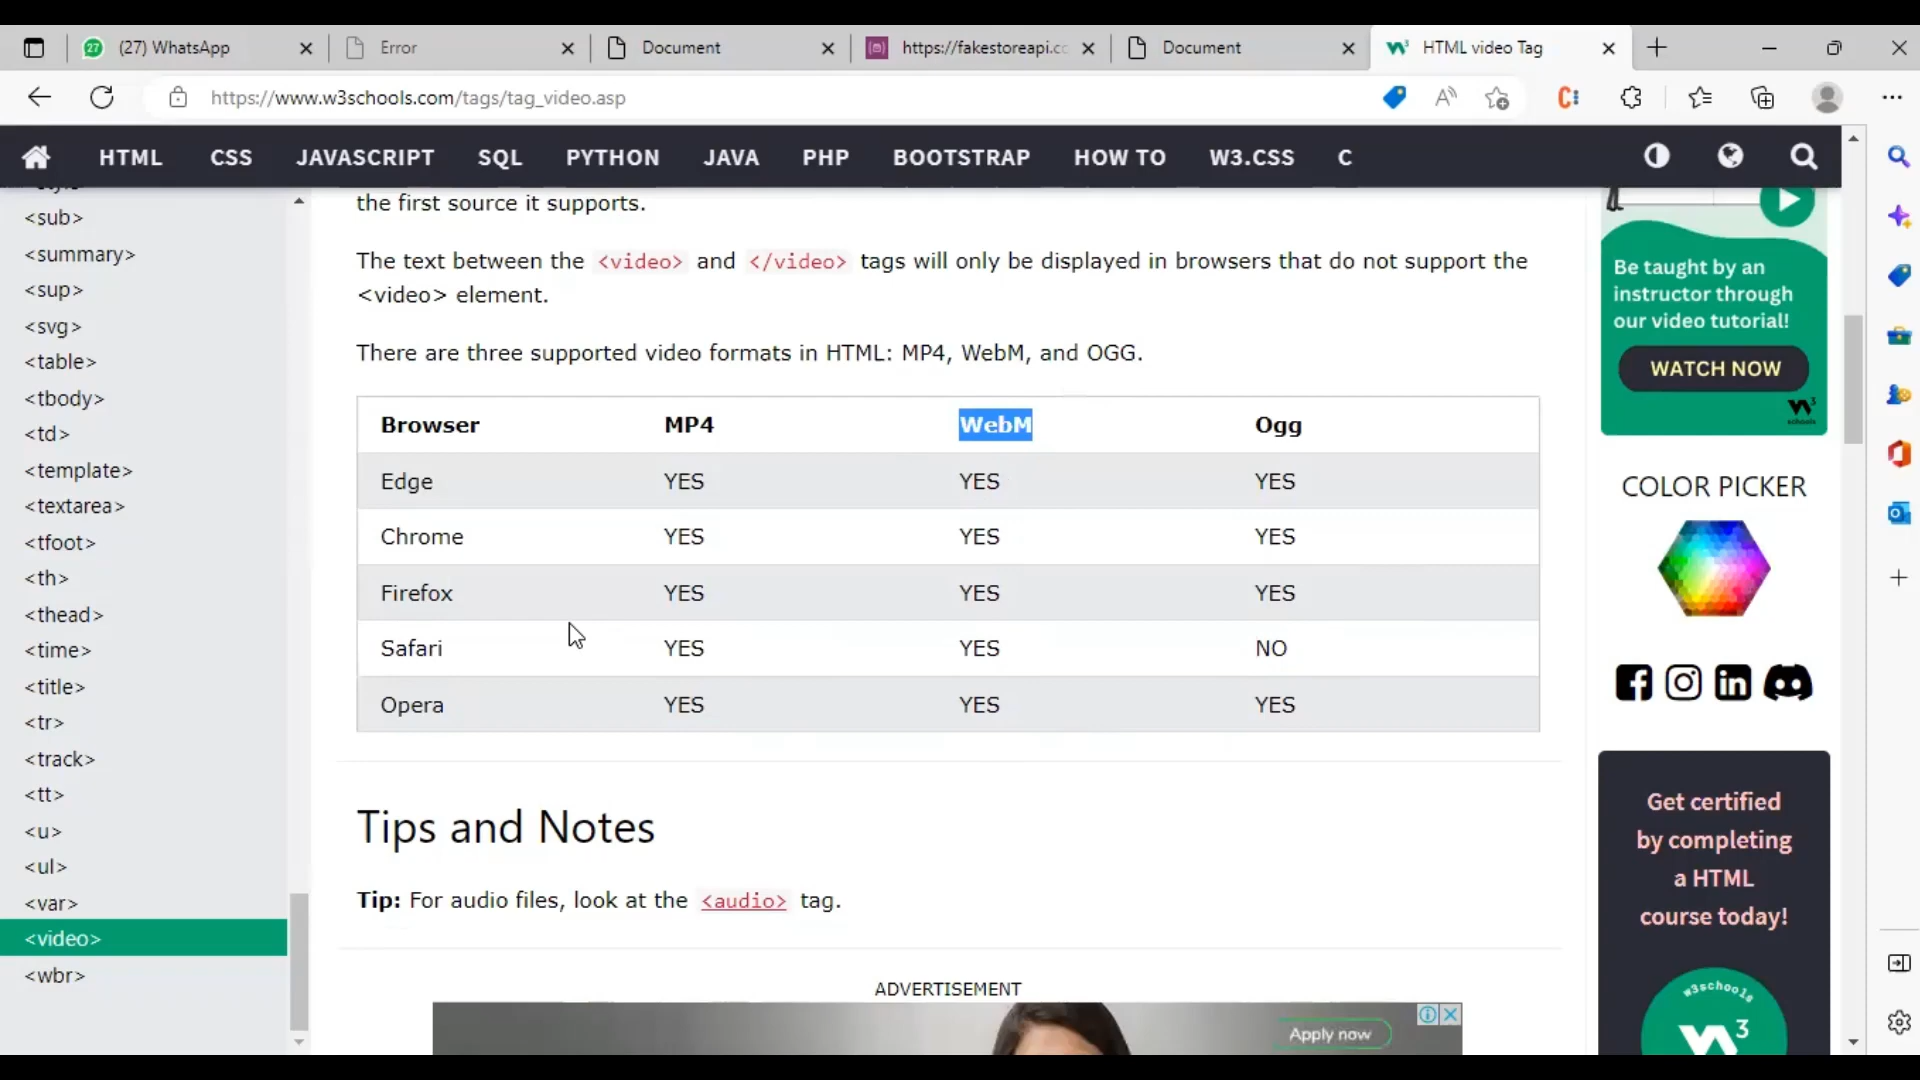 27 (27) WhatsApp
Error
Document
https://fakestoreapi.cc
Document
HTML video Tag
https://www.w3schools.com/tags/tag_video.asp
HTML CSS JAVASCRIPT SQL PYTHON JAVA PHP BOOTSTRAP HOW TO W3.CSS C
<sub>
<summary>
<sup>
<svg>
<table>
<tbody>
<td>
<template>
<textarea>
<tfoot>
<th>
<thead>
<time>
<title>
<tr>
<track>
<tt>
<u>
<ul>
<var>
<video>
<wbr>
the first source it supports.
The text between the <video> and </video> tags will only be displayed in browsers that do not support the
<video> element.
There are three supported video formats in HTML: MP4, WebM, and OGG.
Browser MP4 WebM Ogg
Edge YES YES YES
Chrome YES YES YES
Firefox YES YES YES
Safari YES YES NO
Opera YES YES YES
Tips and Notes
Tip: For audio files, look at the <audio> tag.
ADVERTISEMENT
Apply now
Be taught by an
instructor through
our video tutorial!
WATCH NOW
W3
schools
COLOR PICKER
Get certified
by completing
a HTML
course today!
w3schools
W3